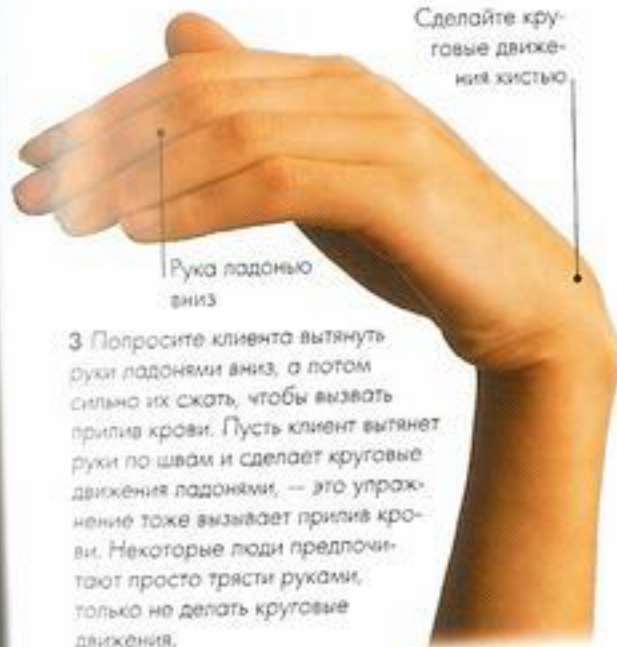 Сделайте кру-
говые движе-
ния кистью
Рука ладонью
вниз
3 Попросите клиента вытянуть
руки ладонями вниз, а потом
сильно их сжать, чтобы вызвать
прилив крови. Пусть клиент вытянет
руки по швам и сделает круговые
движения ладонями, — это упраж-
нение тоже вызывает прилив кро-
ви. Некоторые люди предпочи-
тают просто трясти руками,
только не делать круговые
движения.